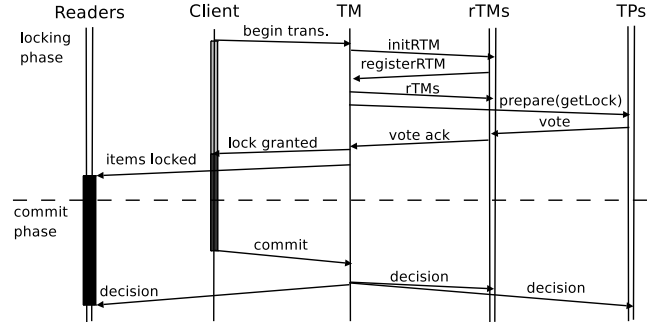 Readers Client TM rTMs TPs
locking
phase
begin trans.
initRTM
registerRTM
rTMs
prepare(getLock)
vote
vote ack
lock granted
items locked
commit
phase
commit
decision
decision
decision